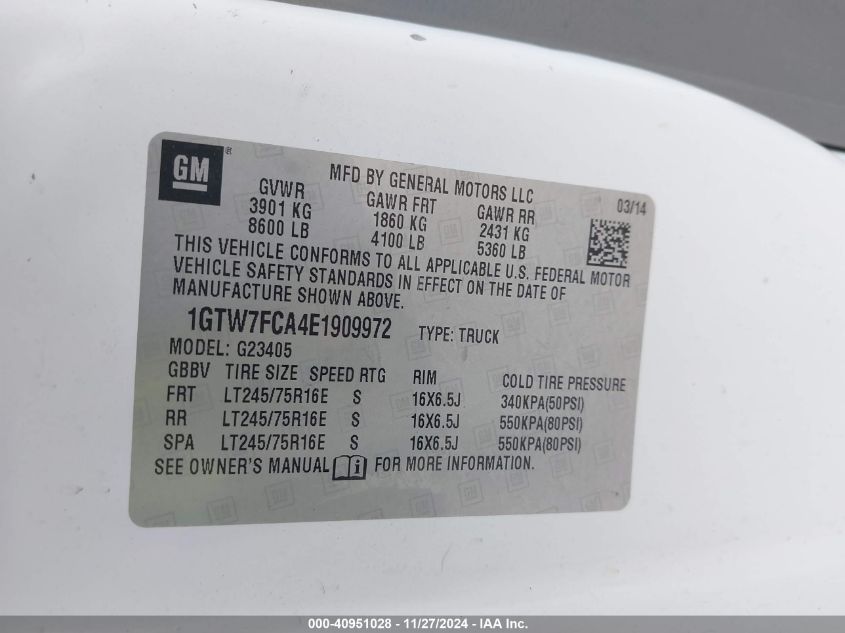 GM ®
MFD BY GENERAL MOTORS LLC
03/14
GVWR GAWR FRT GAWR RR
3901 KG 1860 KG 2431 KG
8600 LB 4100 LB 5360 LB
THIS VEHICLE CONFORMS TO ALL APPLICABLE U.S. FEDERAL MOTOR
VEHICLE SAFETY STANDARDS IN EFFECT ON THE DATE OF
MANUFACTURE SHOWN ABOVE.
1GTW7FCA4E1909972 TYPE: TRUCK
MODEL: G23405
GBBV TIRE SIZE SPEED RTG RIM COLD TIRE PRESSURE
FRT LT245/75R16E S 16X6.5J 340KPA(50PSI)
RR LT245/75R16E S 16X6.5J 550KPA(80PSI)
SPA LT245/75R16E S 16X6.5J 550KPA(80PSI)
SEE OWNER'S MANUAL i FOR MORE INFORMATION.
000-40951028 - 11/27/2024 - IAA Inc.